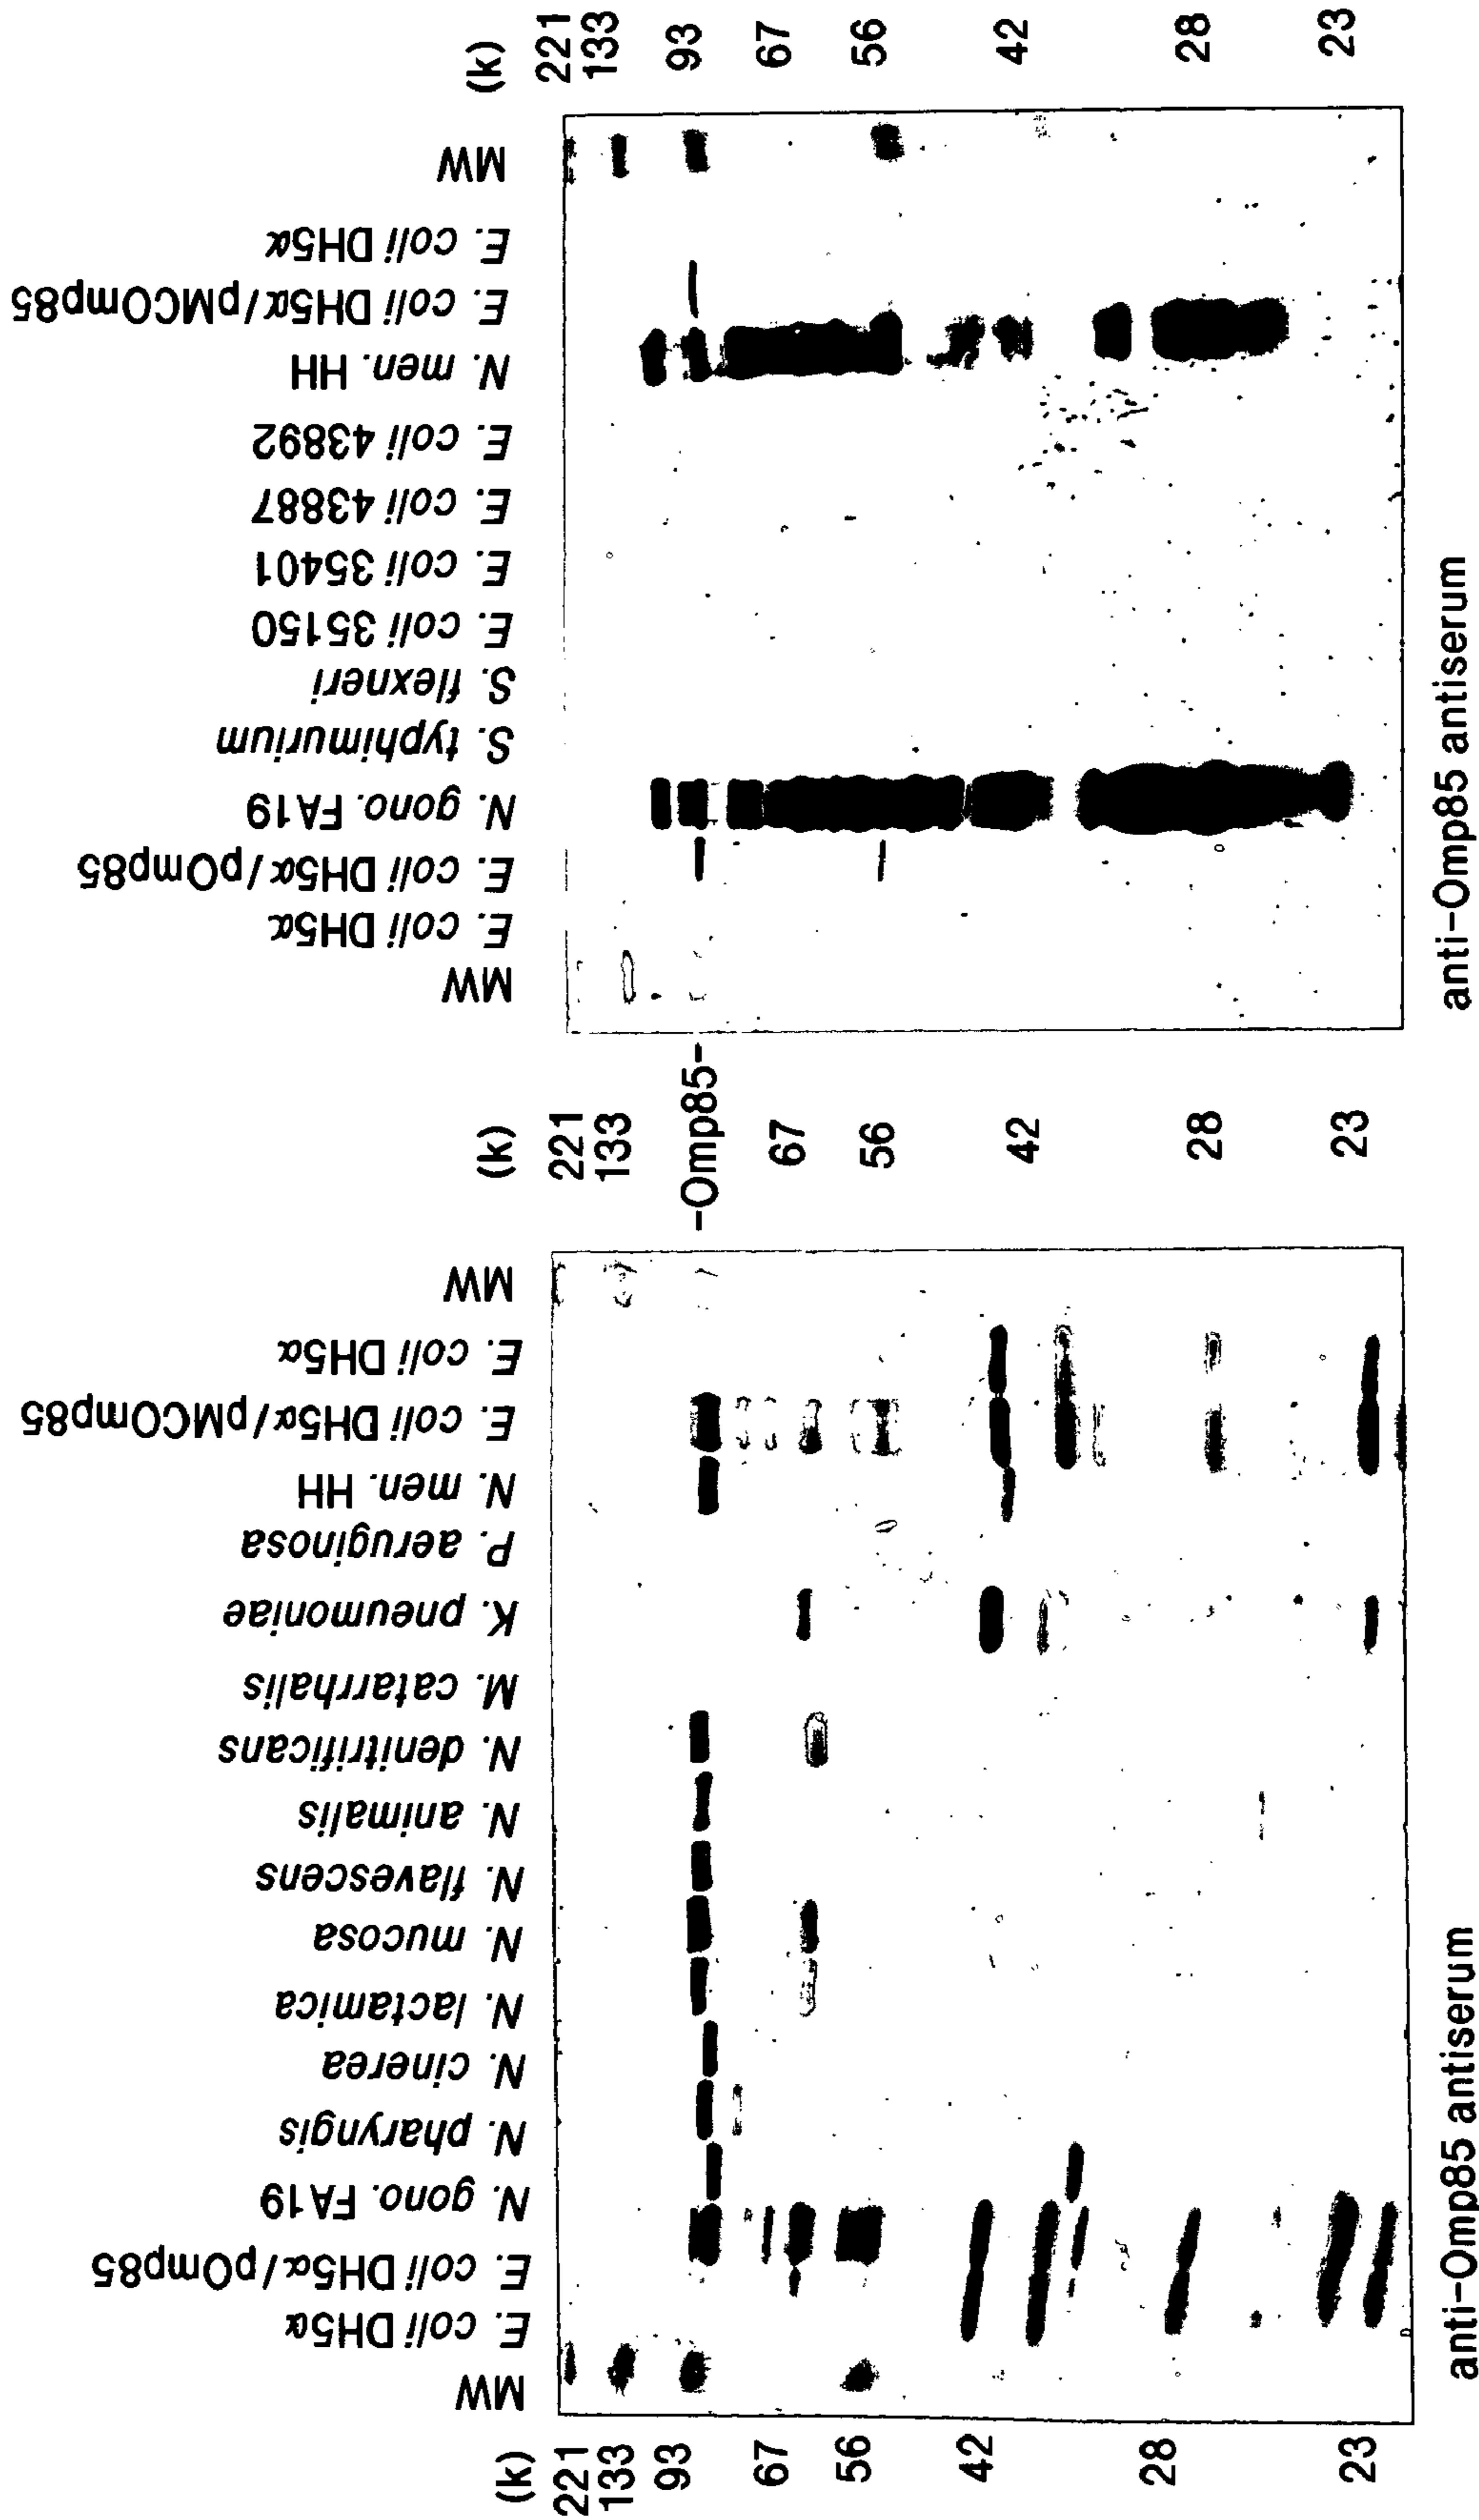 (k)
221
133
93
67
56
42
28
23
MW
E. coli DH5α
E. coli DH5α/pOmp85
N. gono. FA19
N. pharyngis
N. cinerea
N. lactamica
N. mucosa
N. flavescens
N. animalis
N. denitrificans
M. catarrhalis
K. pneumoniae
P. aeruginosa
N. men. HH
E. coli DH5α/pMCOmp85
E. coli DH5α
MW
anti-Omp85 antiserum
(k)
221
133
-Omp85-
67
56
42
28
23
MW
E. coli DH5α
E. coli DH5α/pOmp85
N. gono. FA19
S. typhimurium
S. flexneri
E. coli 35150
E. coli 35401
E. coli 43887
E. coli 43892
N. men. HH
E. coli DH5α/pMCOmp85
E. coli DH5α
MW
(k)
221
133
93
67
56
42
28
23
anti-Omp85 antiserum